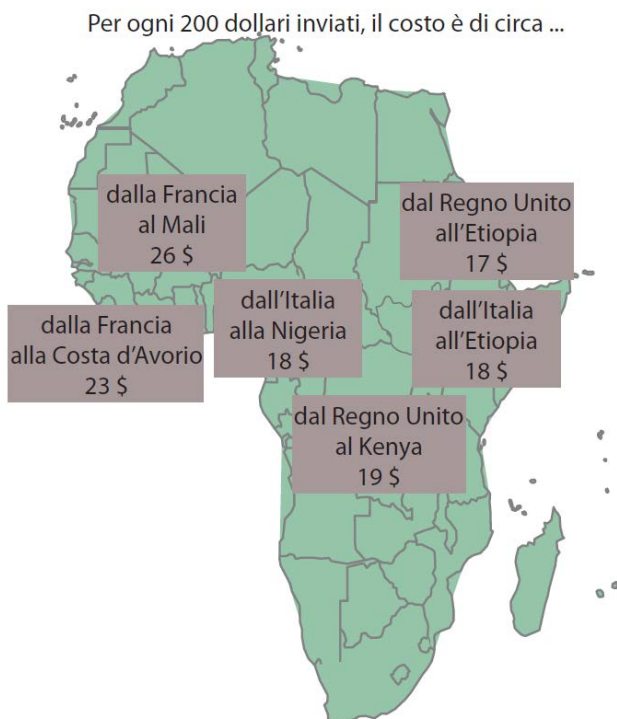 Per ogni 200 dollari inviati, il costo è di circa ...
dalla Francia
al Mali
26 $
dal Regno Unito
all'Etiopia
17 $
dall'Italia
alla Nigeria
18 $
dall'Italia
all'Etiopia
18 $
dalla Francia
alla Costa d'Avorio
23 $
dal Regno Unito
al Kenya
19 $